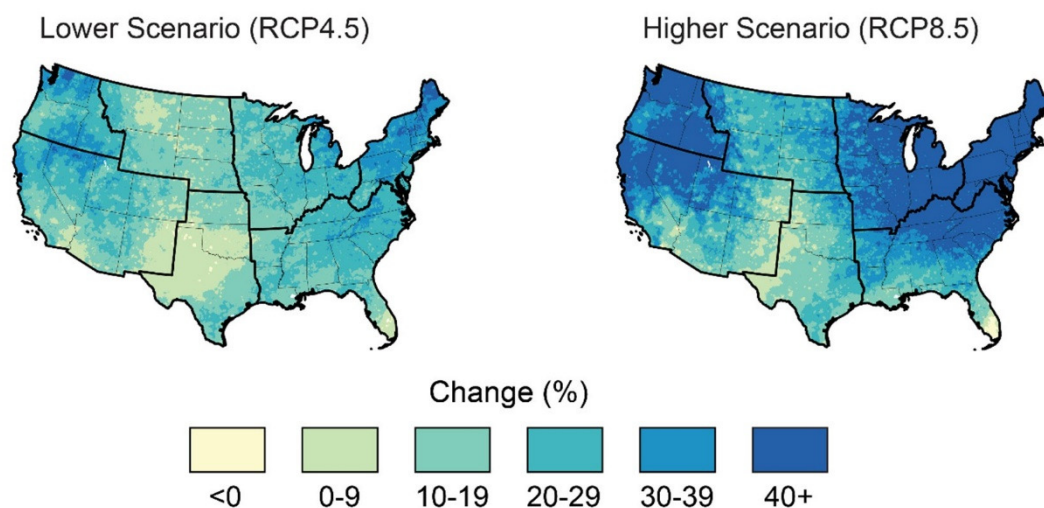 Lower Scenario (RCP4.5)
Higher Scenario (RCP8.5)
Change (%)
<0
0-9
10-19
20-29
30-39
40+